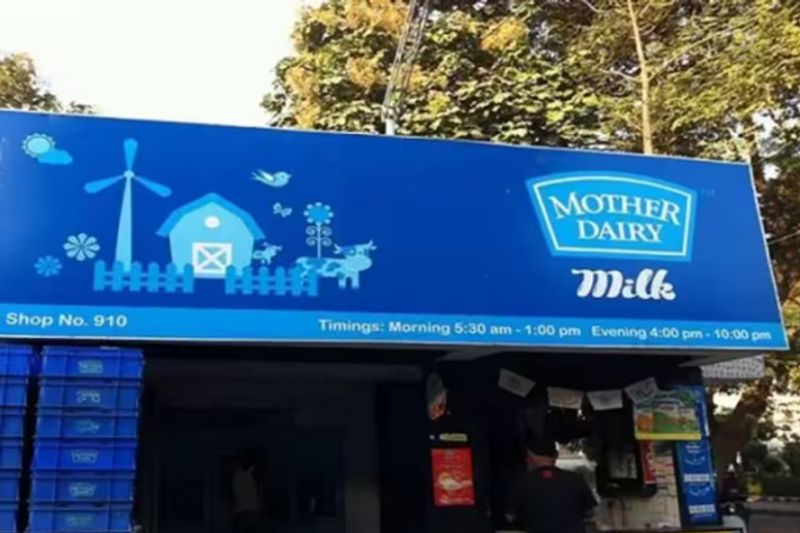 MOTHER
DAIRY
Milk
Shop No. 910
Timings: Morning 5:30 am - 1:00 pm Evening 4:00 pm - 10:00 pm